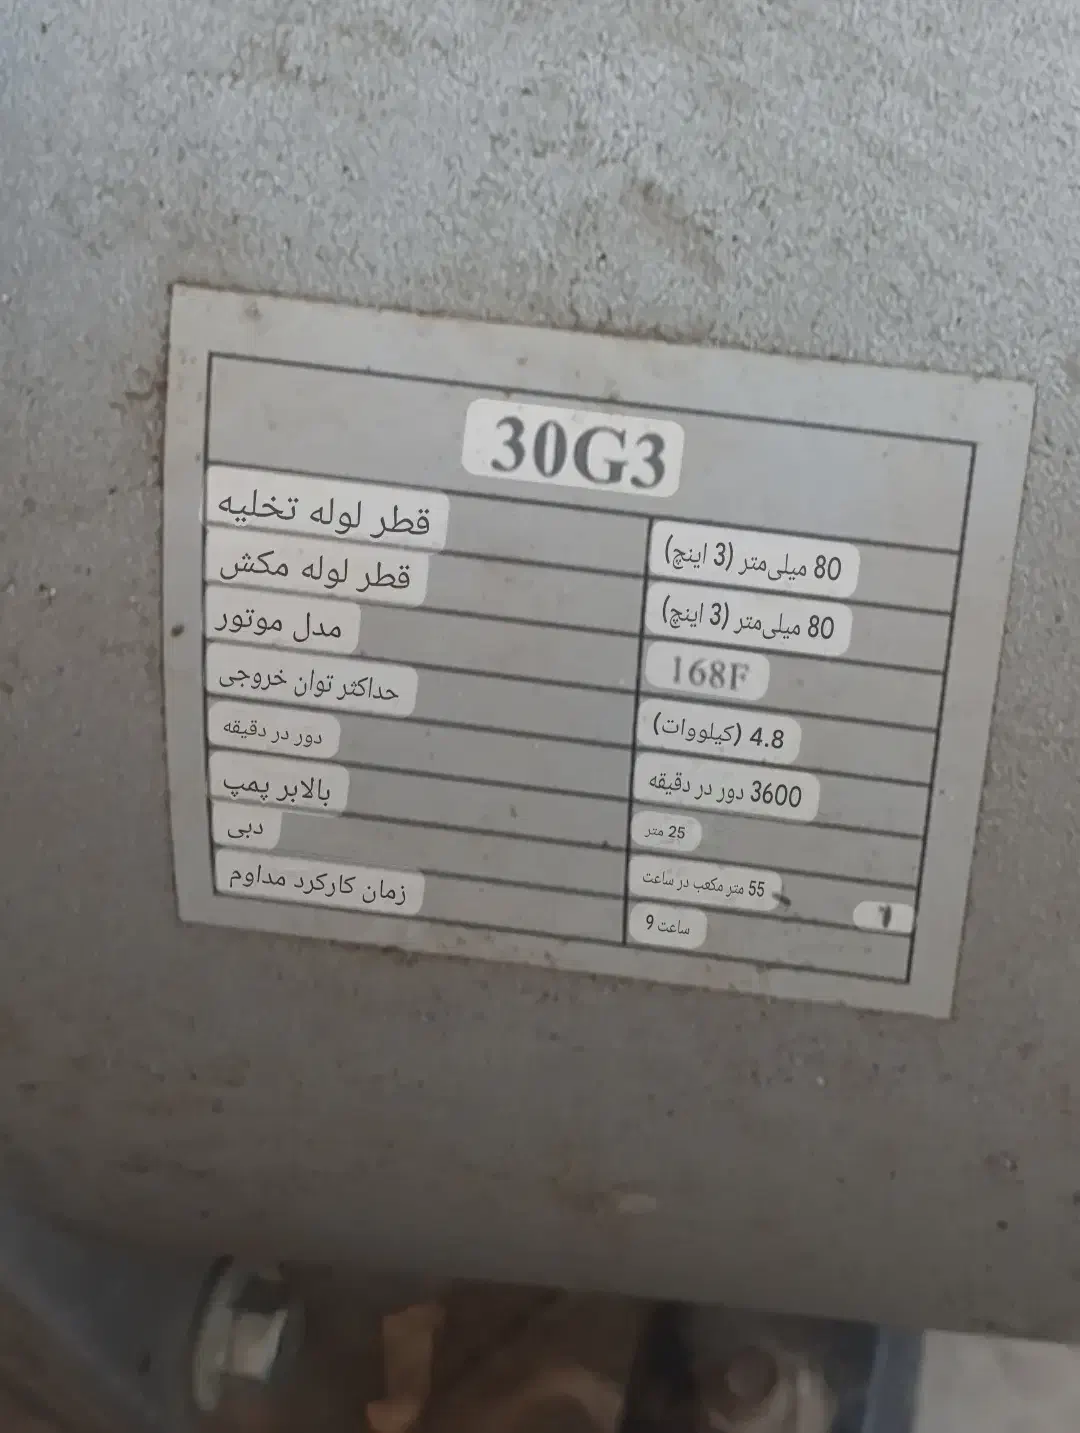 30G3
قطر لوله تخلیه
80 میلی‌متر (3 اینچ)
قطر لوله مکش
80 میلی‌متر (3 اینچ)
مدل موتور
168F
حداکثر توان خروجی
4.8 (کیلووات)
دور در دقیقه
3600 دور در دقیقه
بالابر پمپ
25 متر
دبی
55 متر مکعب در ساعت
زمان کارکرد مداوم
9 ساعت